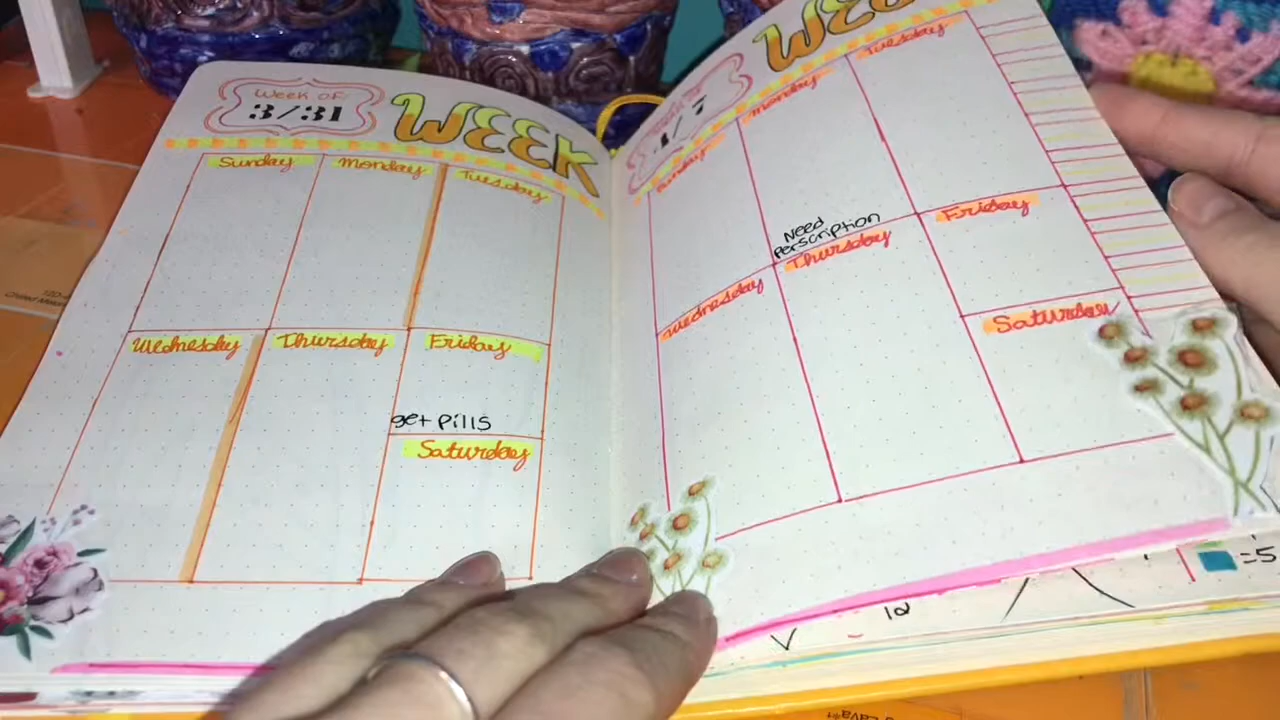 Week of
3/31
WEEK
Sunday
Monday
Tuesday
Wednesday
Thursday
Friday
get pills
Saturday
4/7
Sunday
Monday
Tuesday
Need
Perscription
Wednesday
Thursday
Friday
Saturday
=5